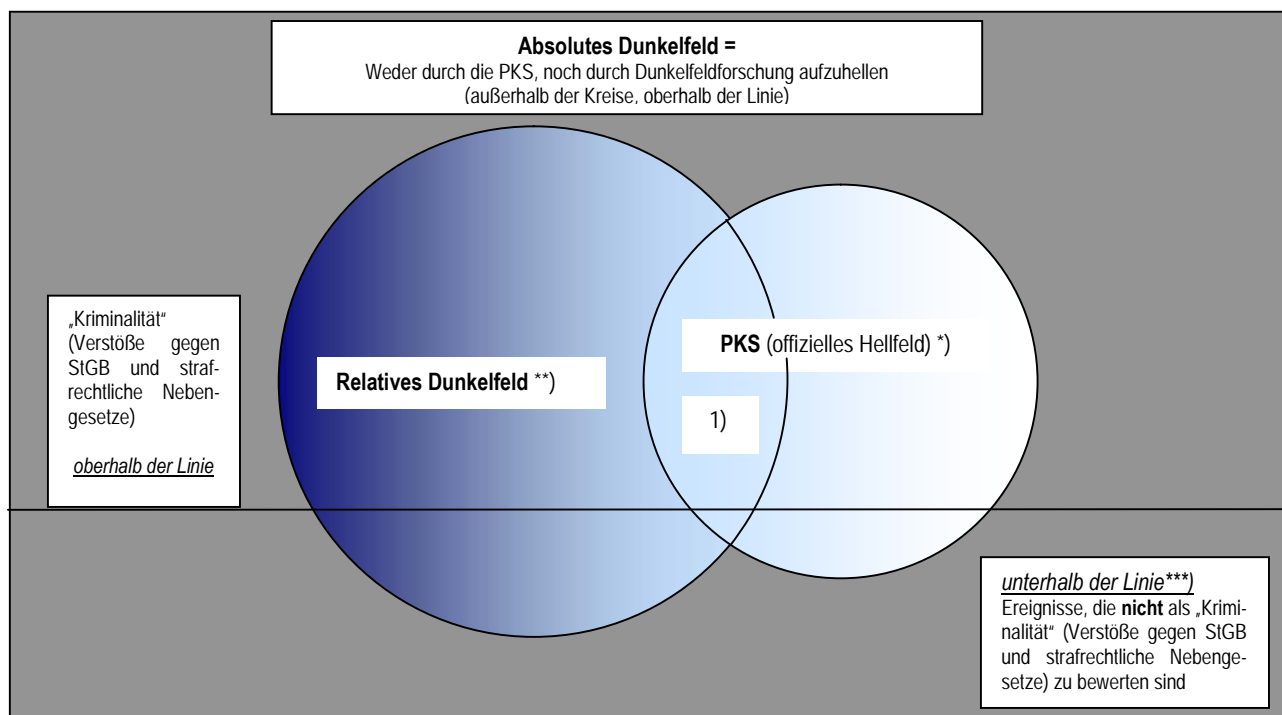 Absolutes Dunkelfeld =
Weder durch die PKS, noch durch Dunkelfeldforschung aufzuhellen
(außerhalb der Kreise, oberhalb der Linie)
„Kriminalität“
(Verstöße gegen
StGB und straf-
rechtliche Neben-
gesetze)
oberhalb der Linie
Relatives Dunkelfeld **)
PKS (offizielles Hellfeld) *)
1)
unterhalb der Linie***)
Ereignisse, die nicht als „Krimi-
nalität“ (Verstöße gegen StGB
und strafrechtliche Nebenge-
setze) zu bewerten sind